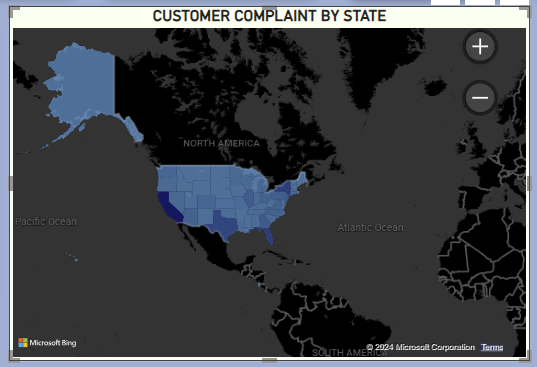 CUSTOMER COMPLAINT BY STATE
NORTH AMERICA
Pacific Ocean
Atlantic Ocean
Microsoft Bing
© 2024 Microsoft Corporation Terms
SOUTH AMERICA